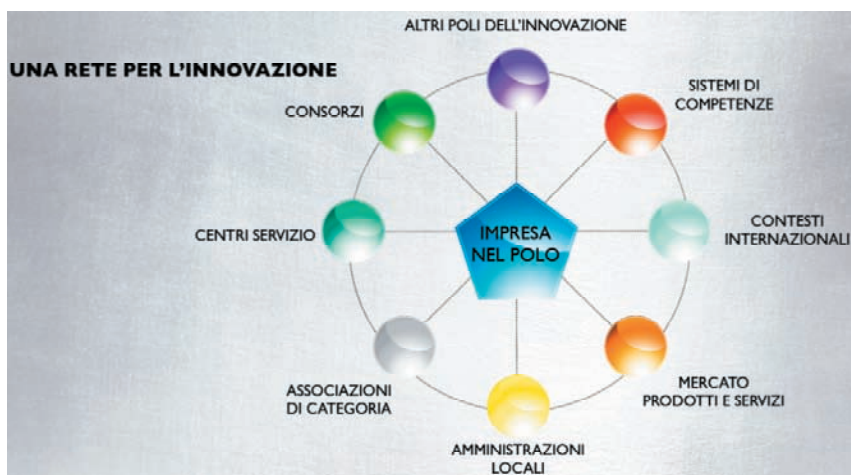 ALTRI POLI DELL'INNOVAZIONE
UNA RETE PER L'INNOVAZIONE
SISTEMI DI
COMPETENZE
CONSORZI
CENTRI SERVIZIO
IMPRESA
NEL POLO
CONTESTI
INTERNAZIONALI
ASSOCIAZIONI
DI CATEGORIA
MERCATO
PRODOTTI E SERVIZI
AMMINISTRAZIONI
LOCALI